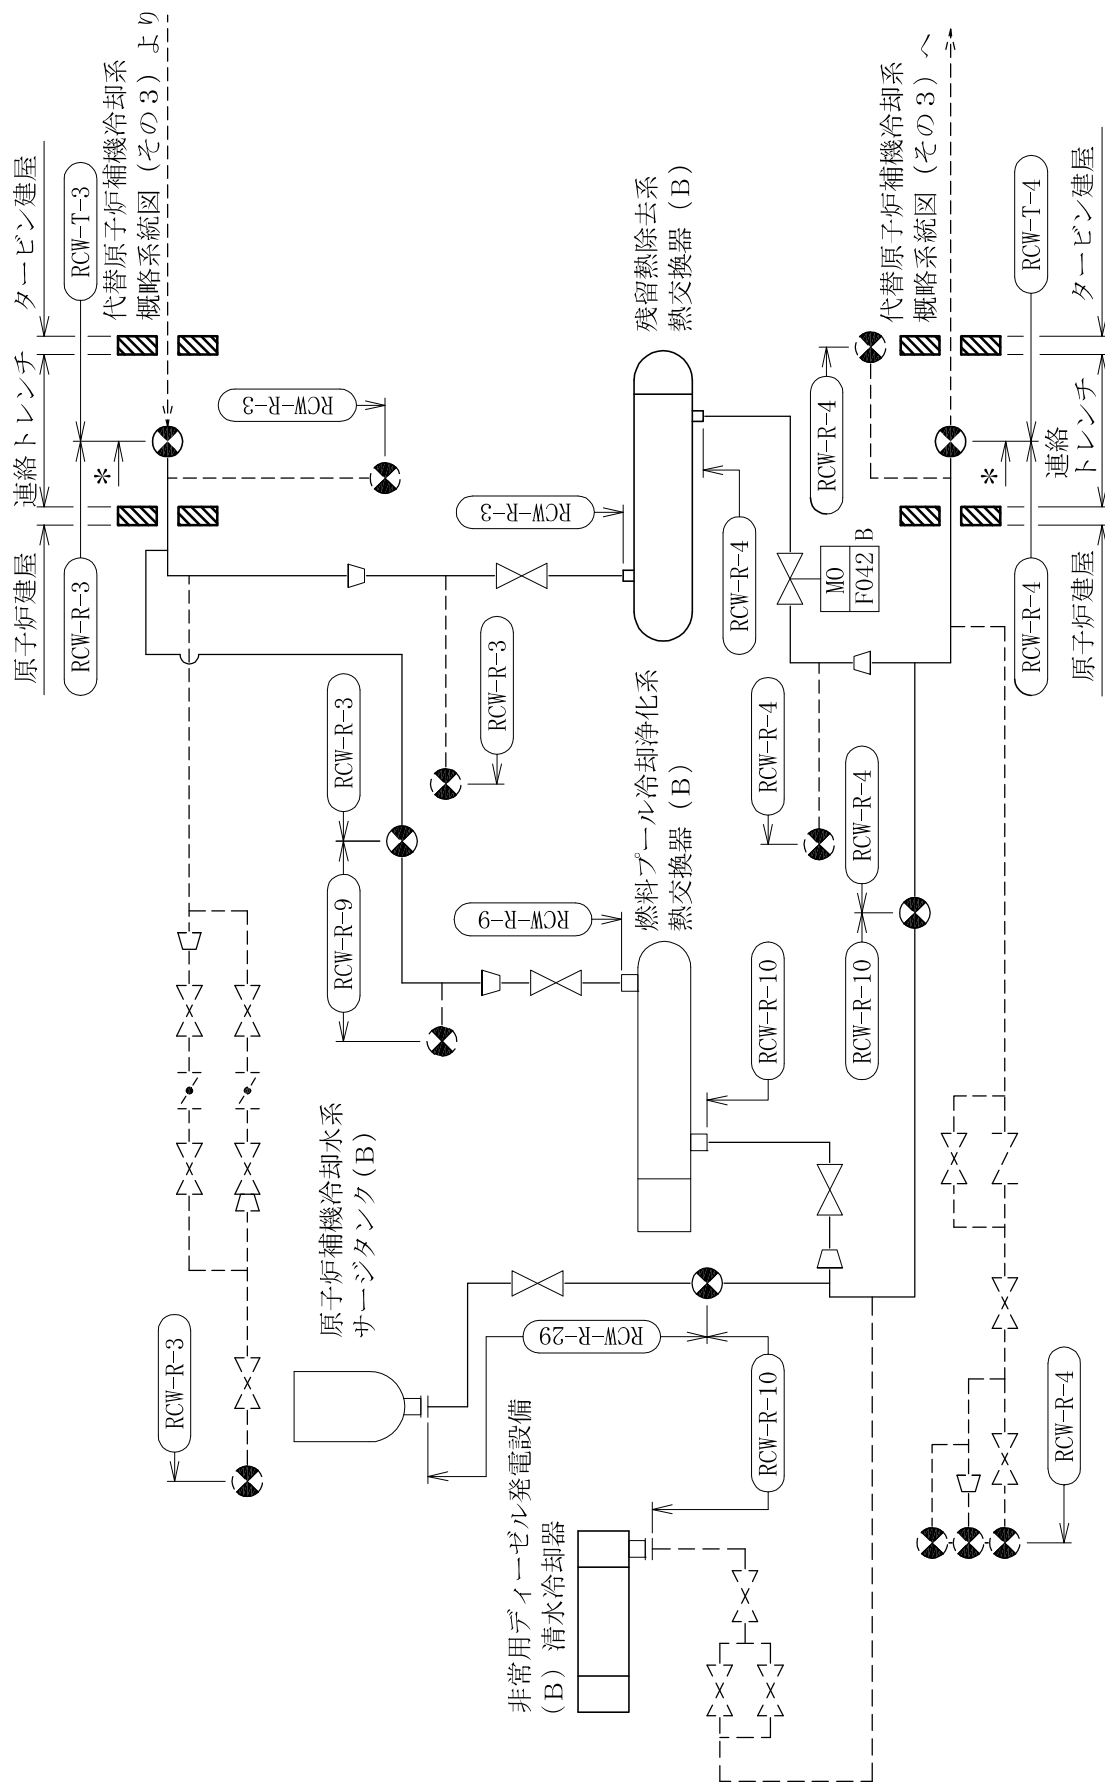 原子炉建屋
連絡トレンチ
タービン建屋
RCW-R-3
RCW-T-3
*
代替原子炉補機冷却系
概略系統図（その３）より
RCW-R-3
RCW-R-3
原子炉補機冷却水系
サージタンク(B)
RCW-R-9
RCW-R-3
RCW-R-9
RCW-R-3
RCW-R-3
非常用ディーゼル発電設備
（B）清水冷却器
RCW-R-29
燃料プール冷却浄化系
熱交換器（B）
残留熱除去系
熱交換器（B）
RCW-R-10
RCW-R-10
RCW-R-4
RCW-R-4
RCW-R-4
MO
F042 B
RCW-R-10
RCW-R-4
代替原子炉補機冷却系
概略系統図（その３）へ
*
RCW-R-4
RCW-T-4
RCW-R-4
連絡
トレンチ
原子炉建屋
タービン建屋